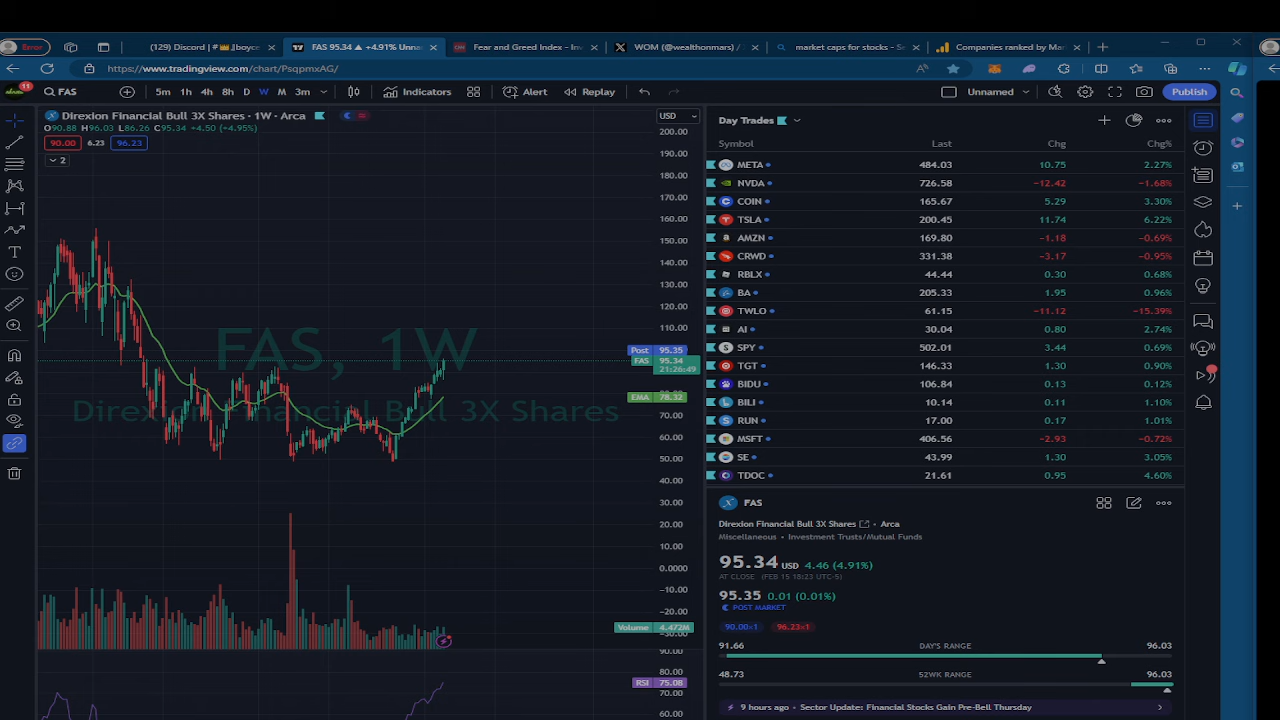 Error
(129) Discord | #
FAS 95.34 ▲ +4.91% Unna
Fear and Greed Index - Inv
WOM (@wealthonmars) /
market caps for stocks - Se
Companies ranked by Mar
https://www.tradingview.com/chart/PsqpmxAG/
11
FAS
5m 1h 4h 8h D W M 3m
Indicators
Alert
Replay
Unnamed
Publish
Direxion Financial Bull 3X Shares · 1W · Arca
O90.88 H96.03 L86.26 C95.34 +4.50 (+4.95%)
90.00 6.23 96.23
2
USD
200.00
190.00
180.00
170.00
160.00
150.00
140.00
130.00
120.00
110.00
Post 95.35
FAS 95.34
21:26:49
EMA 78.32
70.00
60.00
50.00
40.00
30.00
20.00
10.00
0.0000
−10.00
−20.00
Volume 4.472M
−30.00
90.00
80.00
RSI 75.08
70.00
60.00
FAS, 1W
Direxion Financial Bull 3X Shares
Day Trades
Symbol Last Chg Chg%
META 484.03 10.75 2.27%
NVDA 726.58 −12.42 −1.68%
COIN 165.67 5.29 3.30%
TSLA 200.45 11.74 6.22%
AMZN 169.80 −1.18 −0.69%
CRWD 331.38 −3.17 −0.95%
RBLX 44.44 0.30 0.68%
BA 205.33 1.95 0.96%
TWLO 61.15 −11.12 −15.39%
AI 30.04 0.80 2.74%
SPY 502.01 3.44 0.69%
TGT 146.33 1.30 0.90%
BIDU 106.84 0.13 0.12%
BILI 10.14 0.11 1.10%
RUN 17.00 0.17 1.01%
MSFT 406.56 −2.93 −0.72%
SE 43.99 1.30 3.05%
TDOC 21.61 0.95 4.60%
FAS
Direxion Financial Bull 3X Shares • Arca
Miscellaneous • Investment Trusts/Mutual Funds
95.34 USD 4.46 (4.91%)
AT CLOSE (FEB 15 18:23 UTC-5)
95.35 0.01 (0.01%)
POST MARKET
90.00×1 96.23×1
91.66 DAY'S RANGE 96.03
48.73 52WK RANGE 96.03
9 hours ago • Sector Update: Financial Stocks Gain Pre-Bell Thursday